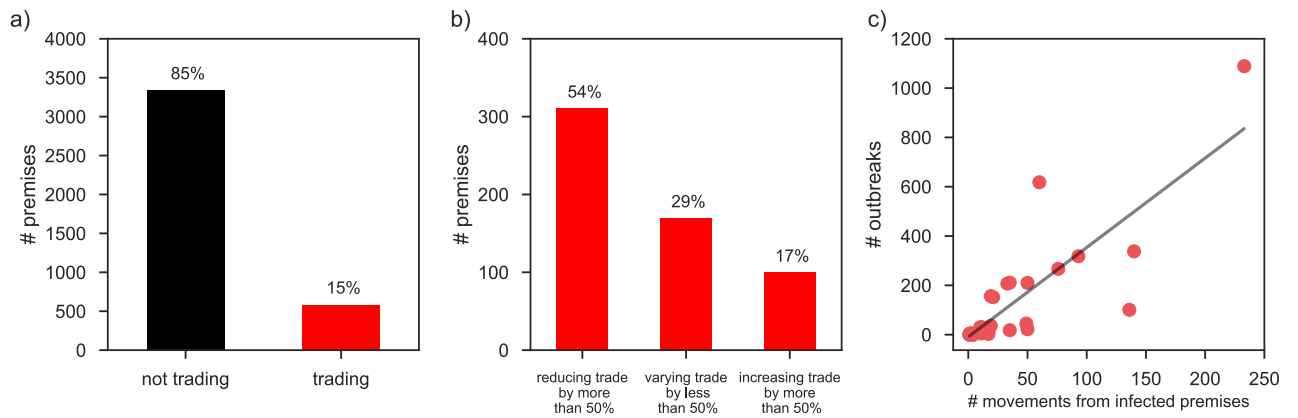 a)
4000
3500
3000
2500
2000
1500
1000
500
0
# premises
85%
15%
not trading
trading
b)
400
300
200
100
0
# premises
54%
29%
17%
reducing trade
by more
than 50%
varying trade
by less
than 50%
increasing trade
by more
than 50%
c)
1200
1000
800
600
400
200
0
# outbreaks
0
50
100
150
200
250
# movements from infected premises